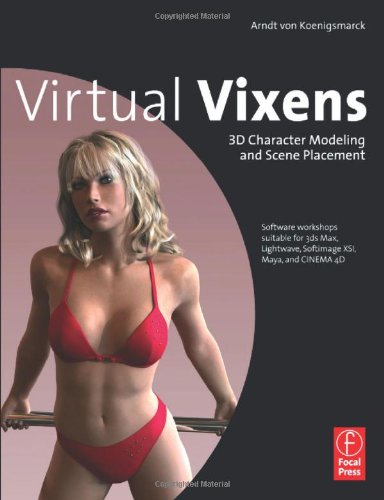 Copyrighted Material
Arndt von Koenigsmarck
Virtual Vixens
3D Character Modeling
and Scene Placement
Software workshops
suitable for 3ds Max,
Lightwave, Softimage XSI,
Maya, and CINEMA 4D
Focal
Press
Copyrighted Material